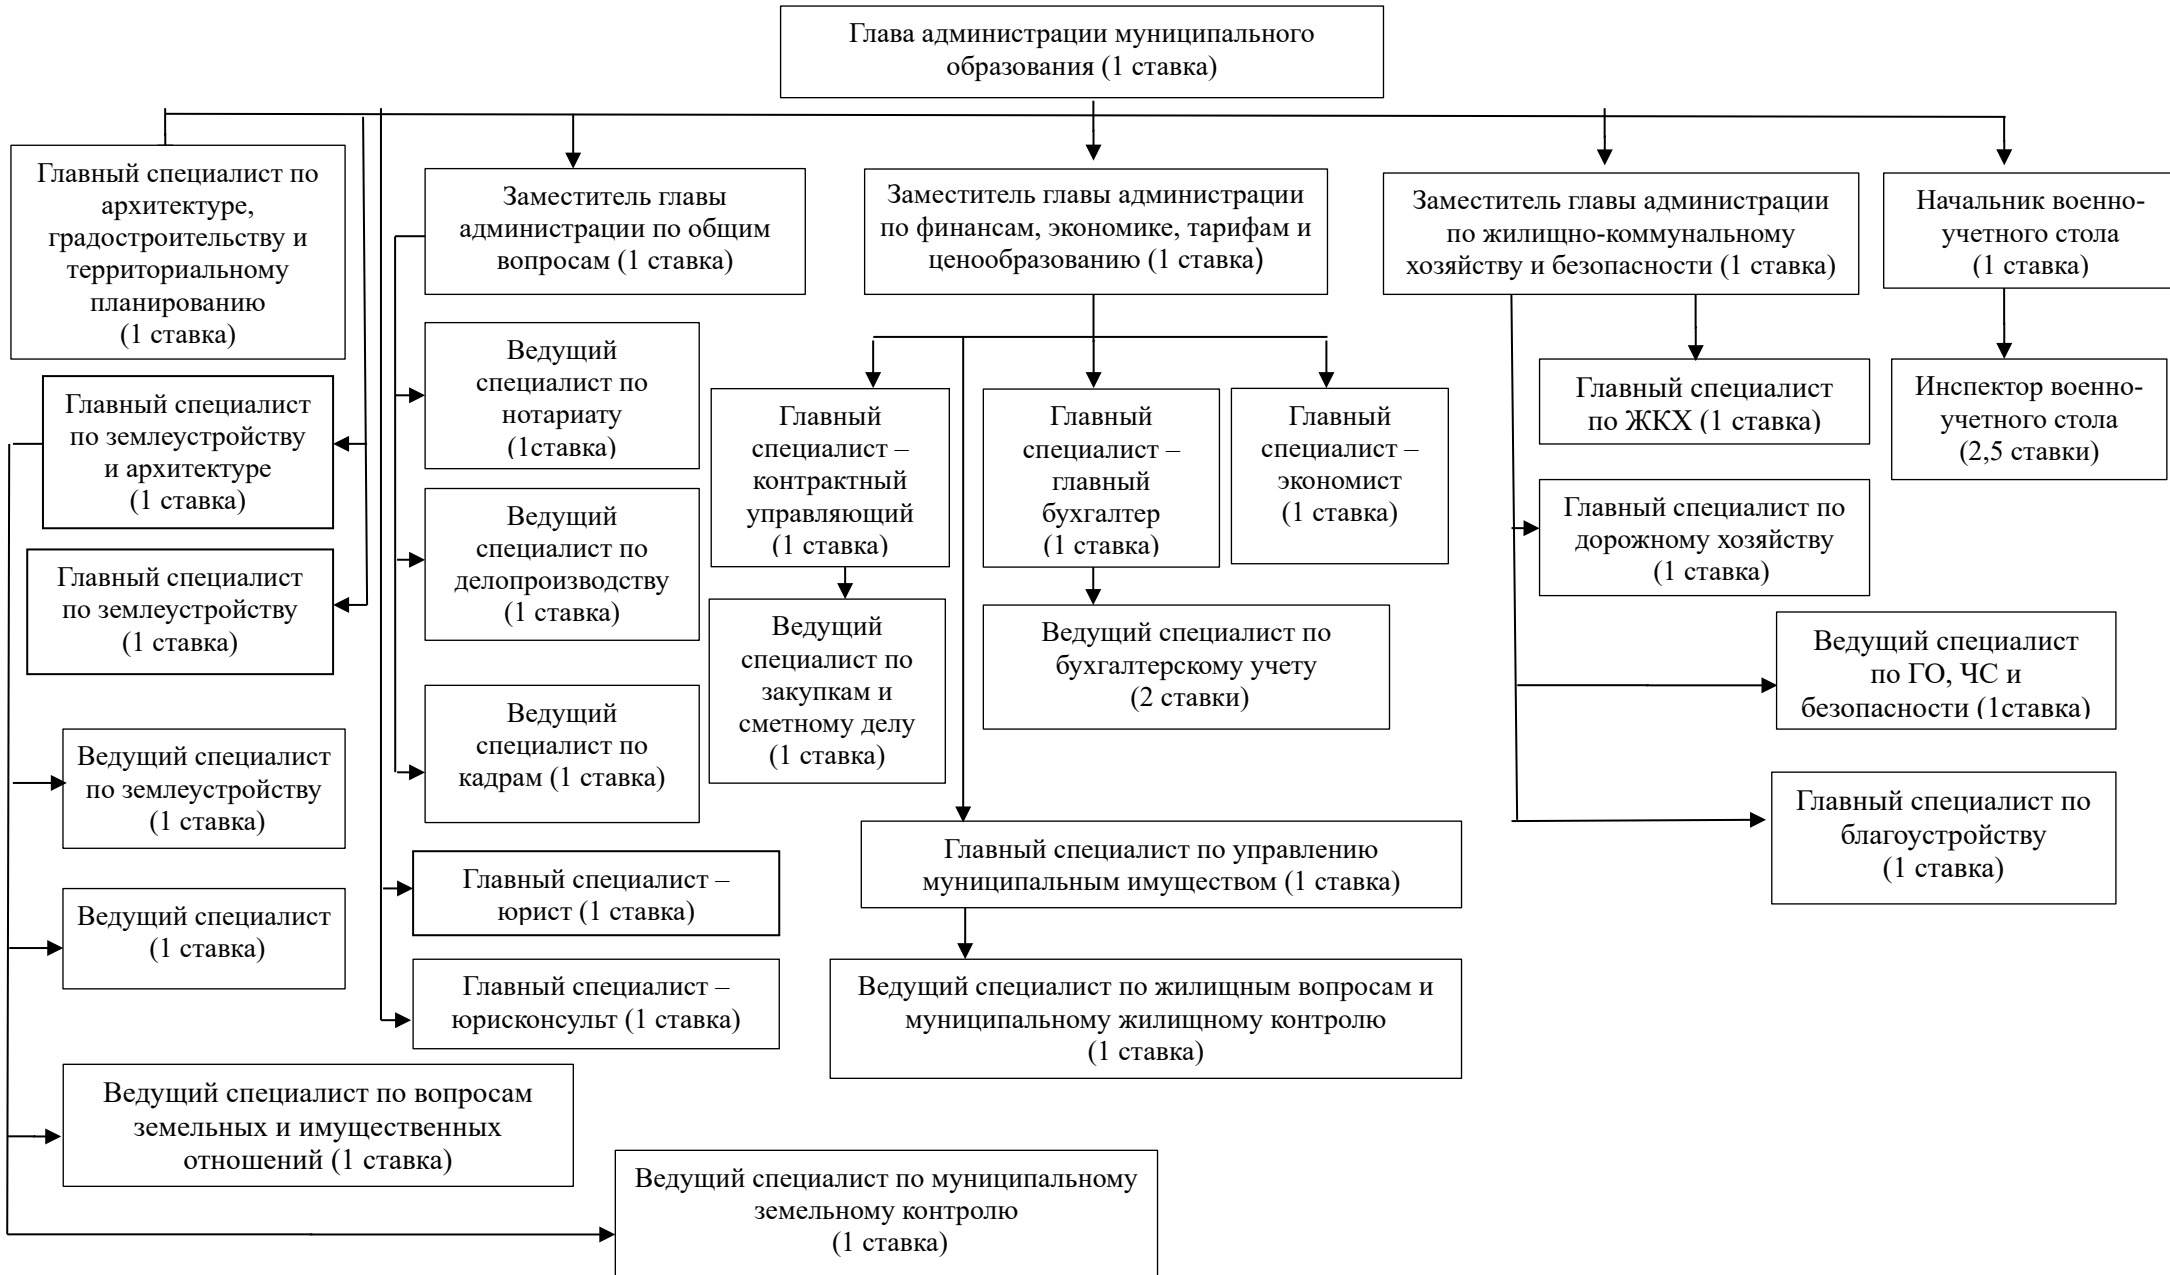 Глава администрации муниципального
образования (1 ставка)
Главный специалист по
архитектуре,
градостроительству и
территориальному
планированию
(1 ставка)
Заместитель главы
администрации по общим
вопросам (1 ставка)
Заместитель главы администрации
по финансам, экономике, тарифам и
ценообразованию (1 ставка)
Заместитель главы администрации
по жилищно-коммунальному
хозяйству и безопасности (1 ставка)
Начальник военно-
учетного стола
(1 ставка)
Главный специалист
по землеустройству
и архитектуре
(1 ставка)
Ведущий
специалист по
нотариату
(1ставка)
Главный
специалист –
контрактный
управляющий
(1 ставка)
Главный
специалист –
главный
бухгалтер
(1 ставка)
Главный
специалист –
экономист
(1 ставка)
Главный специалист
по ЖКХ (1 ставка)
Инспектор военно-
учетного стола
(2,5 ставки)
Главный специалист
по землеустройству
(1 ставка)
Ведущий
специалист по
делопроизводству
(1 ставка)
Главный специалист по
дорожному хозяйству
(1 ставка)
Ведущий
специалист по
закупкам и
сметному делу
(1 ставка)
Ведущий специалист по
бухгалтерскому учету
(2 ставки)
Ведущий специалист
по ГО, ЧС и
безопасности (1ставка)
Ведущий специалист
по землеустройству
(1 ставка)
Ведущий
специалист по
кадрам (1 ставка)
Главный специалист по
благоустройству
(1 ставка)
Главный специалист по управлению
муниципальным имуществом (1 ставка)
Ведущий специалист
(1 ставка)
Главный специалист –
юрист (1 ставка)
Главный специалист –
юрисконсульт (1 ставка)
Ведущий специалист по жилищным вопросам и
муниципальному жилищному контролю
(1 ставка)
Ведущий специалист по вопросам
земельных и имущественных
отношений (1 ставка)
Ведущий специалист по муниципальному
земельному контролю
(1 ставка)